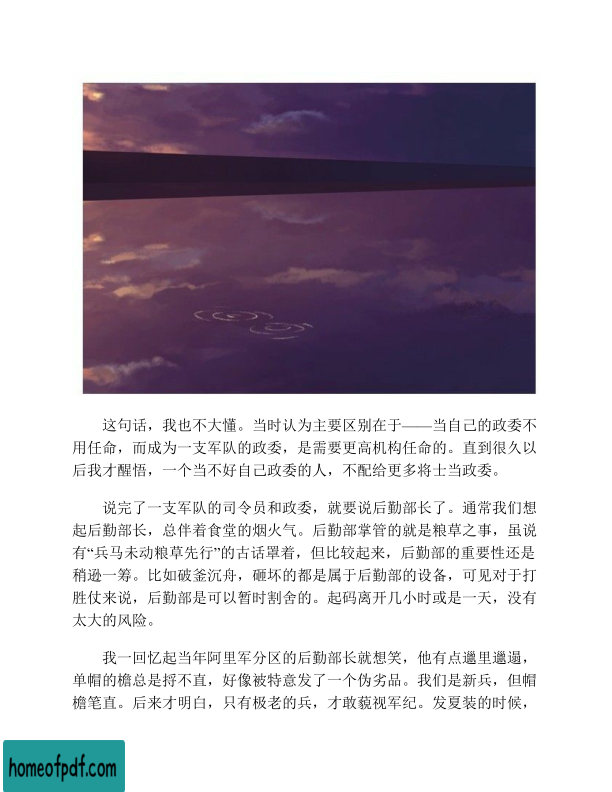 这句话，我也不大懂。当时认为主要区别在于——当自己的政委不
用任命，而成为一支军队的政委，是需要更高机构任命的。直到很久以
后我才醒悟，一个当不好自己政委的人，不配给更多将士当政委。
说完了一支军队的司令员和政委，就要说后勤部长了。通常我们想
起后勤部长，总伴着食堂的烟火气。后勤部掌管的就是粮草之事，虽说
有“兵马未动粮草先行”的古话罩着，但比较起来，后勤部的重要性还是
稍逊一筹。比如破釜沉舟，砸坏的都是属于后勤部的设备，可见对于打
胜仗来说，后勤部是可以暂时割舍的。起码离开几小时或是一天，没有
太大的风险。
我一回忆起当年阿里军分区的后勤部长就想笑，他有点邋里邋遢，
单帽的檐总是捋不直，好像被特意发了一个伪劣品。我们是新兵，但帽
檐笔直。后来才明白，只有极老的兵，才敢藐视军纪。发夏装的时候，
homeofpdf.com